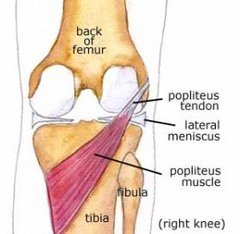 back
of
femur
popliteus
tendon
lateral
meniscus
popliteus
muscle
fibula
tibia
(right knee)